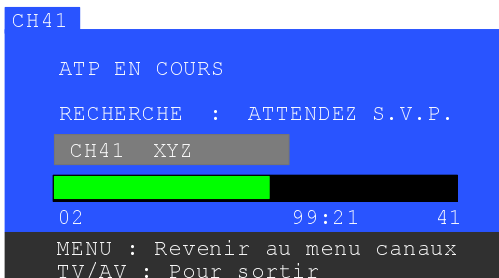 CH41
ATP EN COURS
RECHERCHE : ATTENDEZ S.V.P.
CH41 XYZ
02 99:21 41
MENU : Revenir au menu canaux
TV/AV : Pour sortir